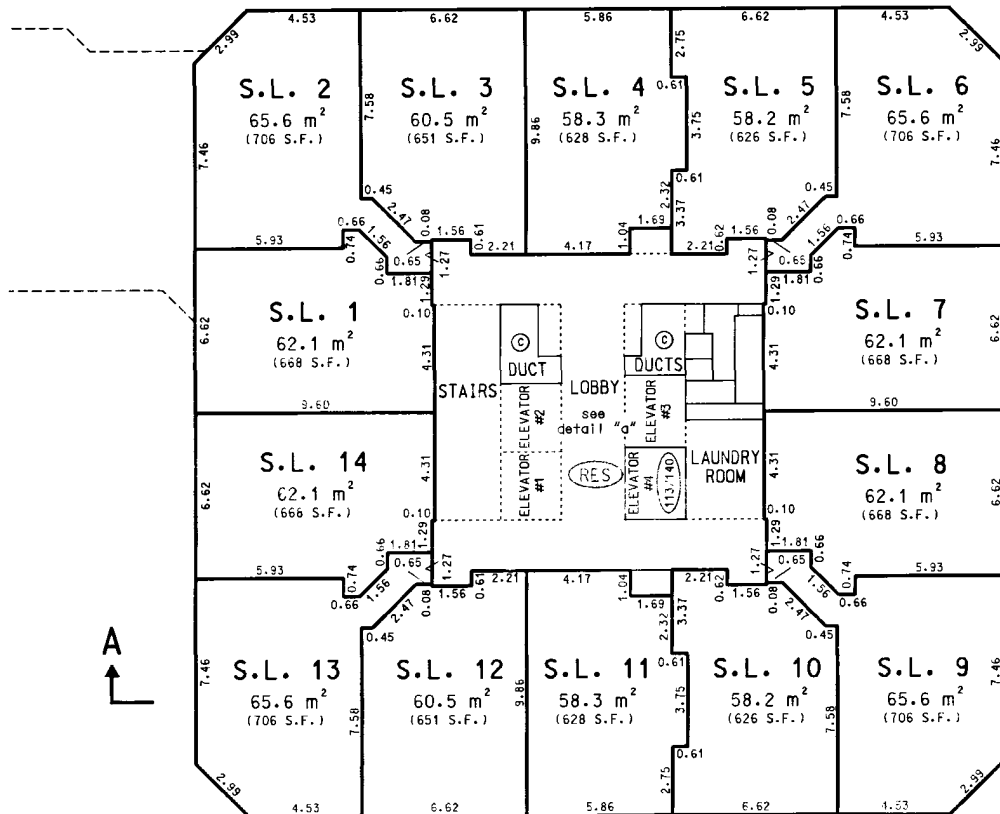 4.53 6.62 5.86 6.62 4.53
2.99 2.75 2.99
S.L. 2 S.L. 3 S.L. 4 S.L. 5 S.L. 6
65.6 m² 60.5 m² 58.3 m² 58.2 m² 65.6 m²
(706 S.F.) (651 S.F.) (628 S.F.) (626 S.F.) (706 S.F.)
7.46 7.58 9.86 0.61 3.75 7.58 7.46
0.45 2.47 0.08 0.61 2.32 3.37 0.08 2.47 0.45
0.66 1.56 1.56 0.61 1.69 0.62 1.56 1.56 0.66
5.93 0.74 0.66 0.65 2.21 4.17 1.04 2.21 0.65 0.66 0.74 5.93
1.81 1.27 1.27 1.81
1.29 1.29
S.L. 1 0.10 0.10 S.L. 7
62.1 m² 62.1 m²
(668 S.F.) (668 S.F.)
6.62 4.31 4.31 6.62
C C
DUCT DUCTS
STAIRS LOBBY
see
detail "a"
ELEVATOR #2 ELEVATOR #3
9.60 9.60
S.L. 14 S.L. 8
62.1 m² 62.1 m²
(668 S.F.) (668 S.F.)
6.62 4.31 4.31 6.62
ELEVATOR #1 RES ELEVATOR #4 113/140 LAUNDRY
ROOM
0.10 0.10
1.29 1.29
1.81 1.27 1.27 1.81
5.93 0.74 0.66 0.65 2.21 4.17 1.04 2.21 0.65 0.66 0.74 5.93
0.66 1.56 1.56 0.61 1.69 0.62 1.56 1.56 0.66
0.45 2.47 0.08 2.32 3.37 0.08 2.47 0.45
A
S.L. 13 S.L. 12 S.L. 11 S.L. 10 S.L. 9
65.6 m² 60.5 m² 58.3 m² 58.2 m² 65.6 m²
(706 S.F.) (651 S.F.) (628 S.F.) (626 S.F.) (706 S.F.)
7.46 7.58 9.86 0.61 3.75 0.61 7.58 7.46
2.99 2.75 2.99
4.53 6.62 5.86 6.62 4.53